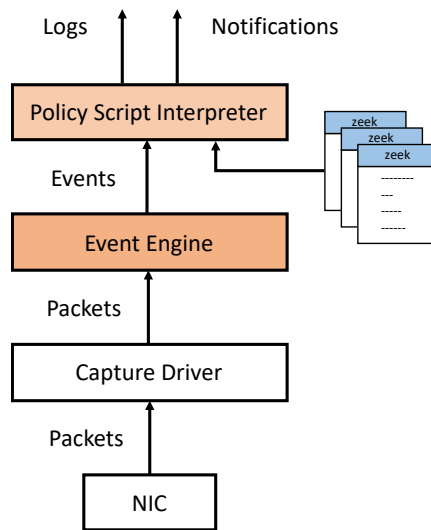 Logs
Notifications
Policy Script Interpreter
zeek
zeek
zeek
--------
---
-----
------
Events
Event Engine
Packets
Capture Driver
Packets
NIC